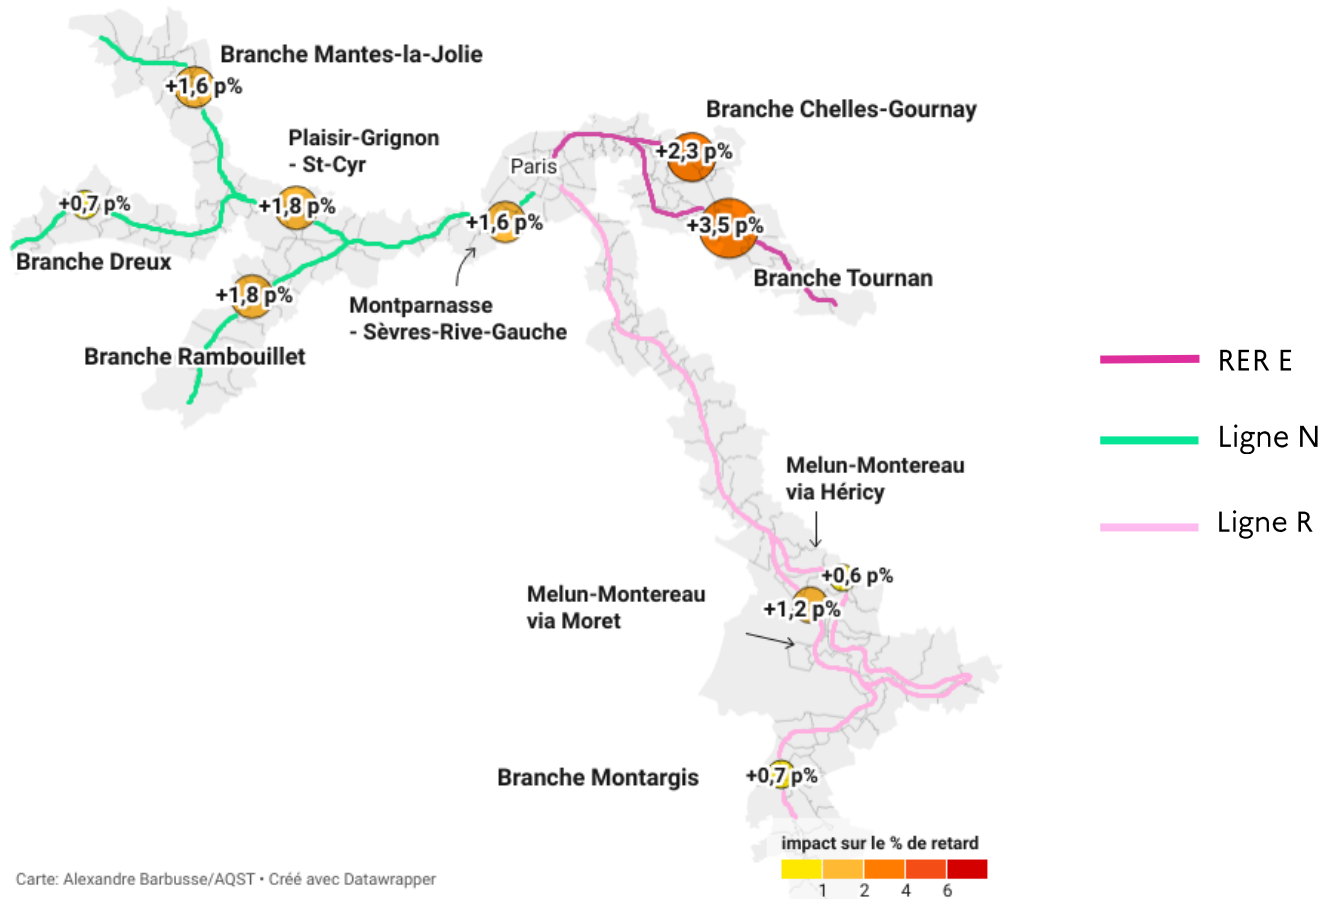 Branche Mantes-la-Jolie
+1,6 p%
Branche Chelles-Gournay
Plaisir-Grignon
- St-Cyr
+2,3 p%
Paris
+0,7 p%
+1,8 p%
+1,6 p%
+3,5 p%
Branche Dreux
Branche Tournan
+1,8 p%
Montparnasse
- Sèvres-Rive-Gauche
Branche Rambouillet
RER E
Ligne N
Ligne R
Melun-Montereau
via Héricy
+0,6 p%
Melun-Montereau
via Moret
+1,2 p%
Branche Montargis
+0,7 p%
impact sur le % de retard
1 2 4 6
Carte: Alexandre Barbusse/AQST • Créé avec Datawrapper